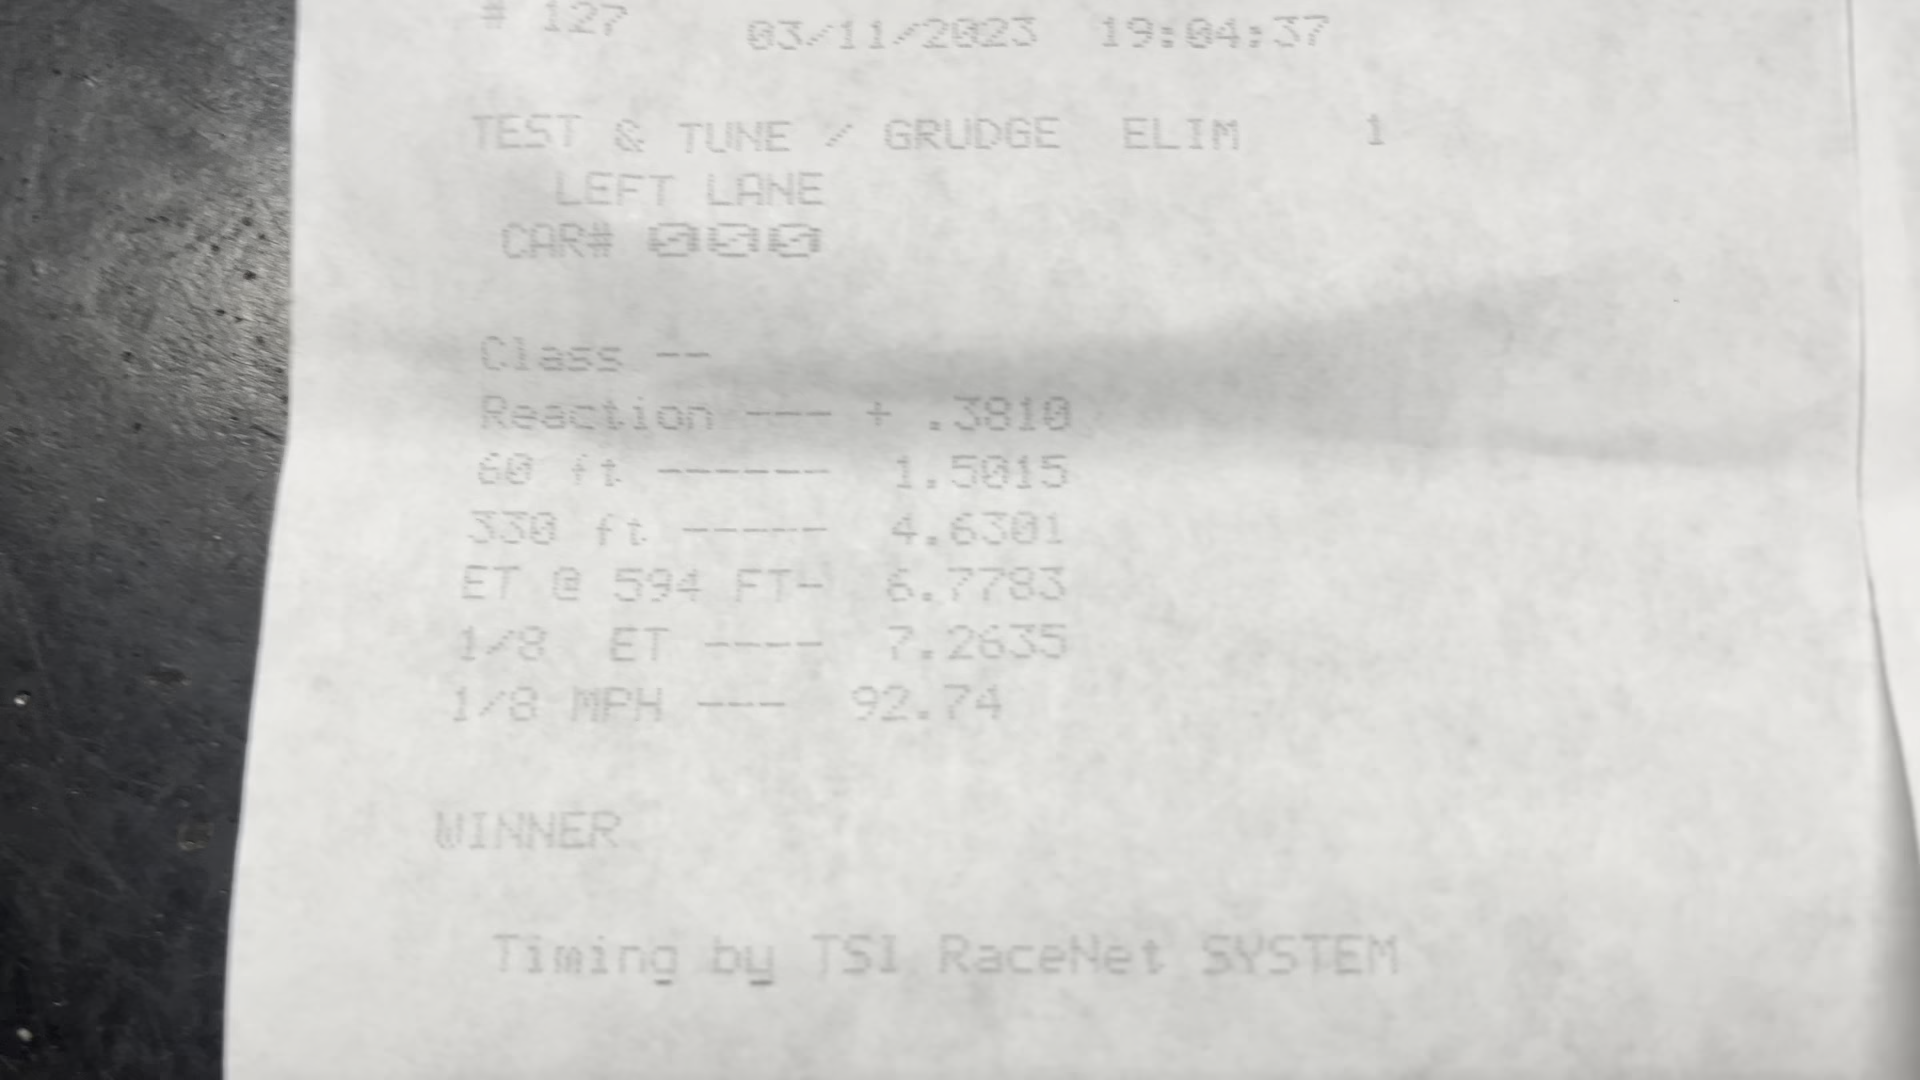 # 127 03/11/2023 19:04:37
TEST & TUNE / GRUDGE ELIM 1
LEFT LANE
CAR# 000
Class --
Reaction --- + .3810
60 ft ------ 1.5015
330 ft ----- 4.6301
ET @ 594 FT- 6.7783
1/8 ET ---- 7.2635
1/8 MPH --- 92.74
WINNER
Timing by TSI RaceNet SYSTEM